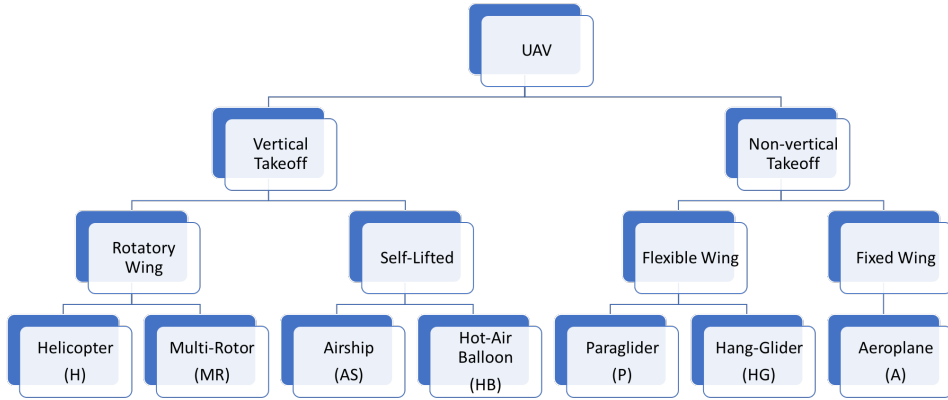 UAV
Vertical
Takeoff
Non-vertical
Takeoff
Rotatory
Wing
Self-Lifted
Flexible Wing
Fixed Wing
Helicopter
(H)
Multi-Rotor
(MR)
Airship
(AS)
Hot-Air
Balloon
(HB)
Paraglider
(P)
Hang-Glider
(HG)
Aeroplane
(A)